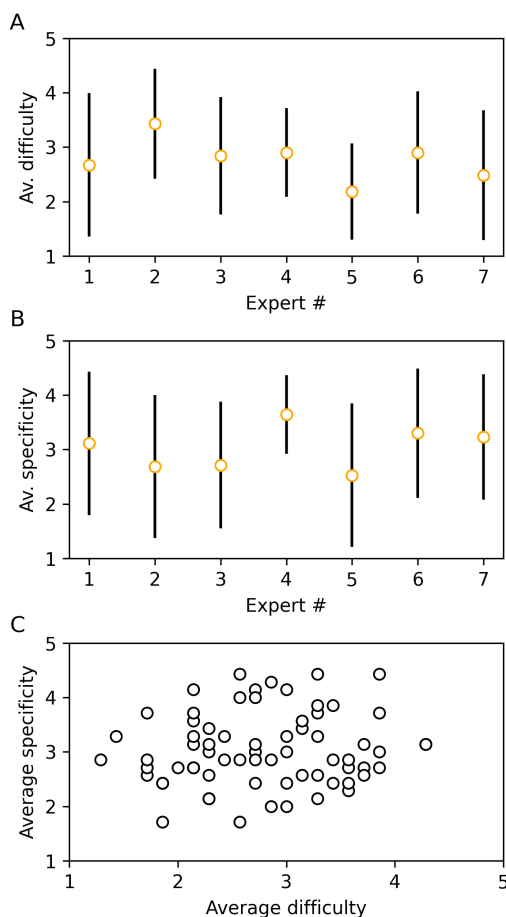 A
5
4
3
2
1
Av. difficulty
1 2 3 4 5 6 7
Expert #
B
5
4
3
2
1
Av. specificity
1 2 3 4 5 6 7
Expert #
C
5
4
3
2
1
Average specificity
1 2 3 4 5
Average difficulty